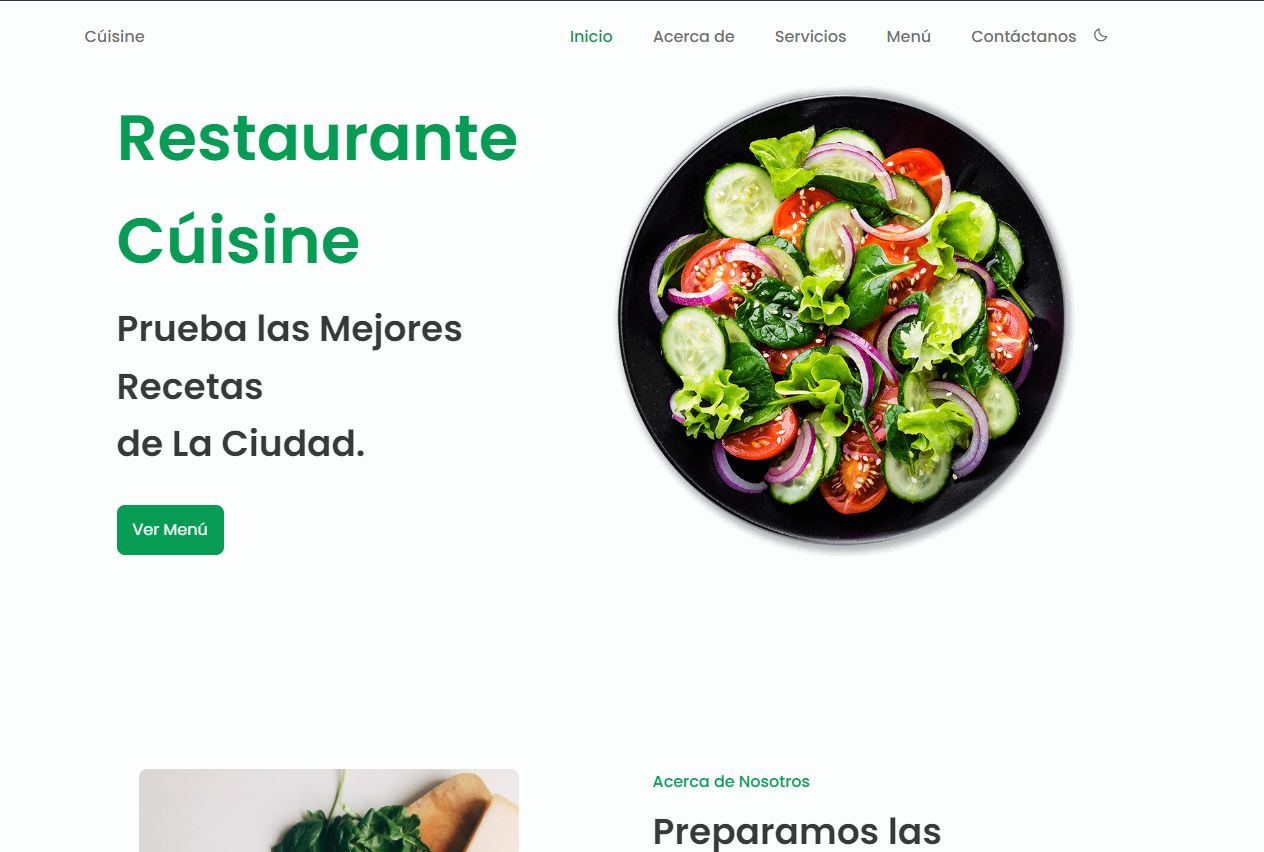 Cúisine
Inicio
Acerca de
Servicios
Menú
Contáctanos
Restaurante
Cúisine
Prueba las Mejores
Recetas
de La Ciudad.
Ver Menú
Acerca de Nosotros
Preparamos las